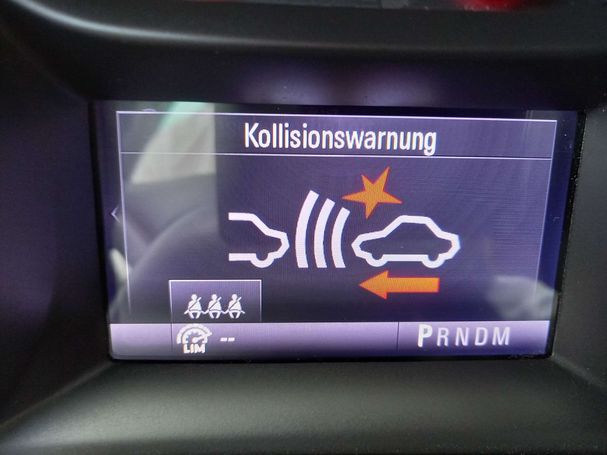 Kollisionswarnung
LIM --
PRNDM